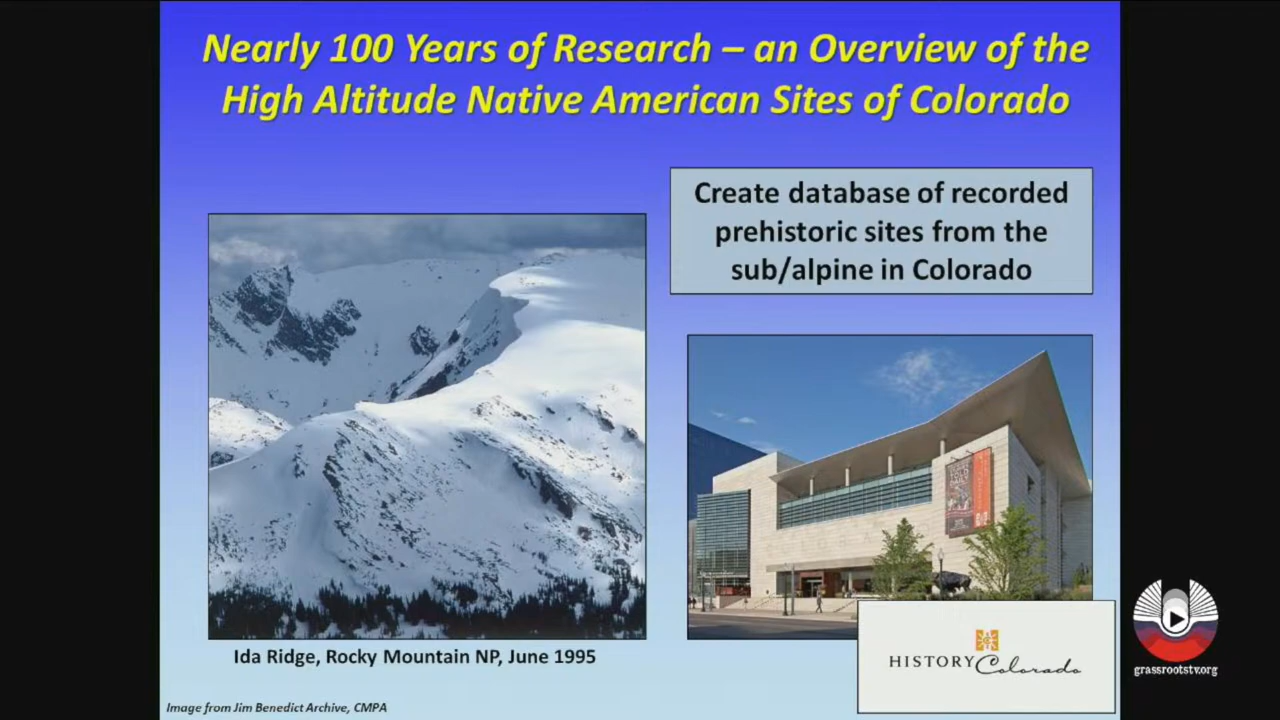 Nearly 100 Years of Research – an Overview of the
High Altitude Native American Sites of Colorado
Create database of recorded
prehistoric sites from the
sub/alpine in Colorado
Ida Ridge, Rocky Mountain NP, June 1995
HISTORY Colorado
grassrootstv.org
Image from Jim Benedict Archive, CMPA